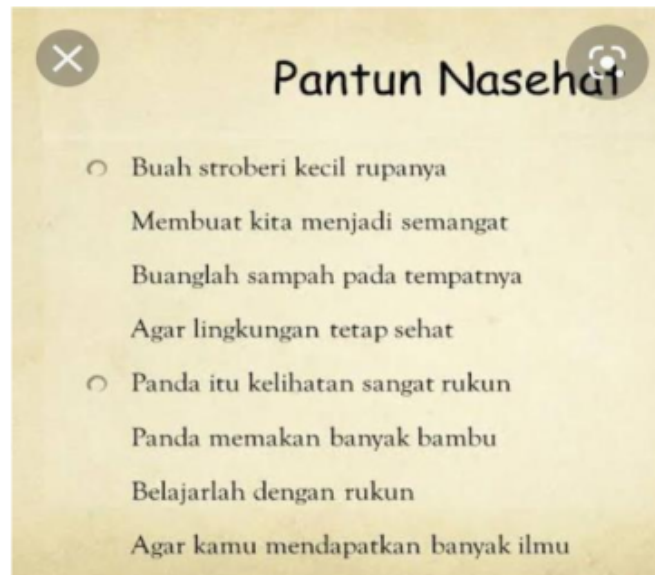 Pantun Nasehat
Buah stroberi kecil rupanya
Membuat kita menjadi semangat
Buanglah sampah pada tempatnya
Agar lingkungan tetap sehat
Panda itu kelihatan sangat rukun
Panda memakan banyak bambu
Belajarlah dengan rukun
Agar kamu mendapatkan banyak ilmu